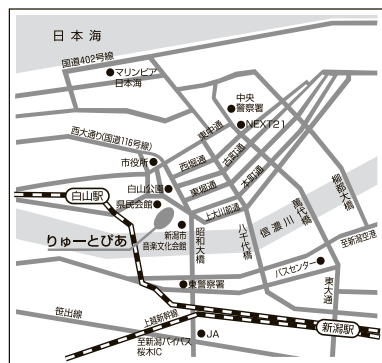 日本海
国道402号線
マリンピア
日本海
中央
警察署
NEXT21
西大通り(国道116号線)
東中通
西堀通
古町通
本町通
東堀通
上大川前通
市役所
白山公園
県民会館
白山駅
りゅーとぴあ
新潟市
音楽文化会館
昭和大橋
八千代橋
信濃川
萬代橋
柳都大橋
至新潟空港
バスセンター
東大通
東警察署
笹出線
上越新幹線
至新潟バイパス
桜木IC
JA
新潟駅